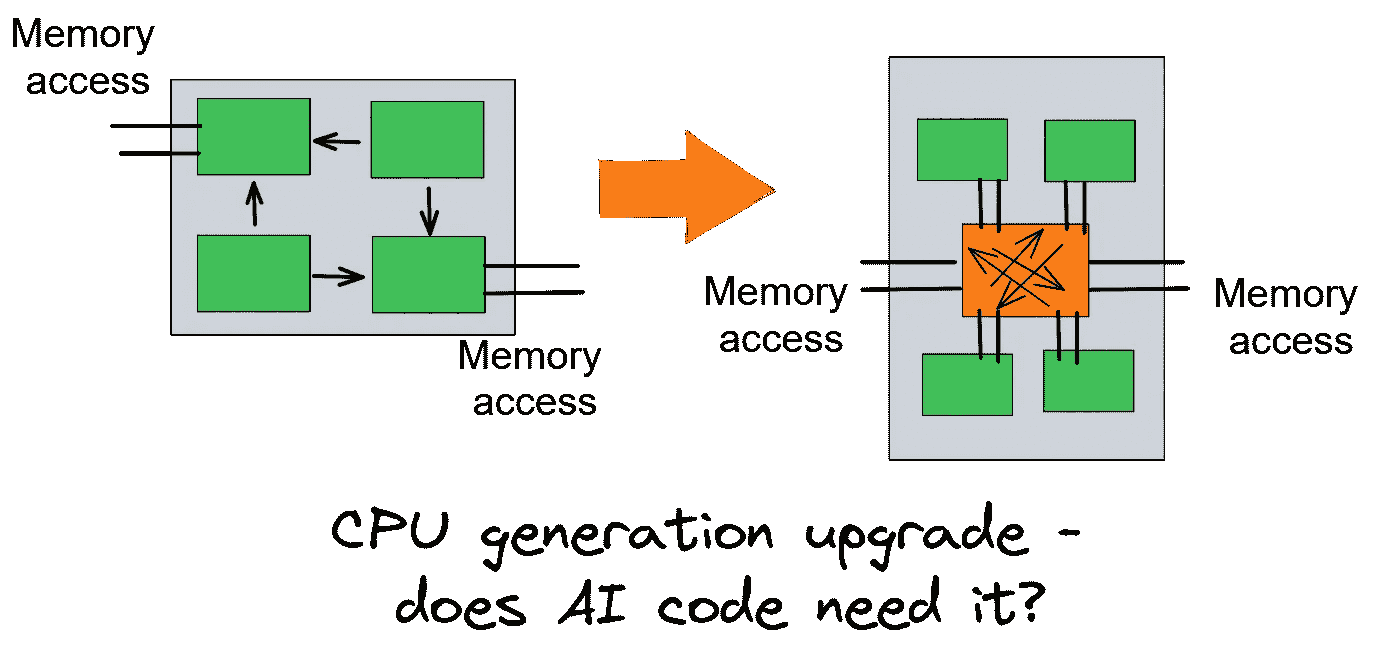 Memory
access
Memory
access
Memory
access
Memory
access
CPU generation upgrade -
does AI code need it?